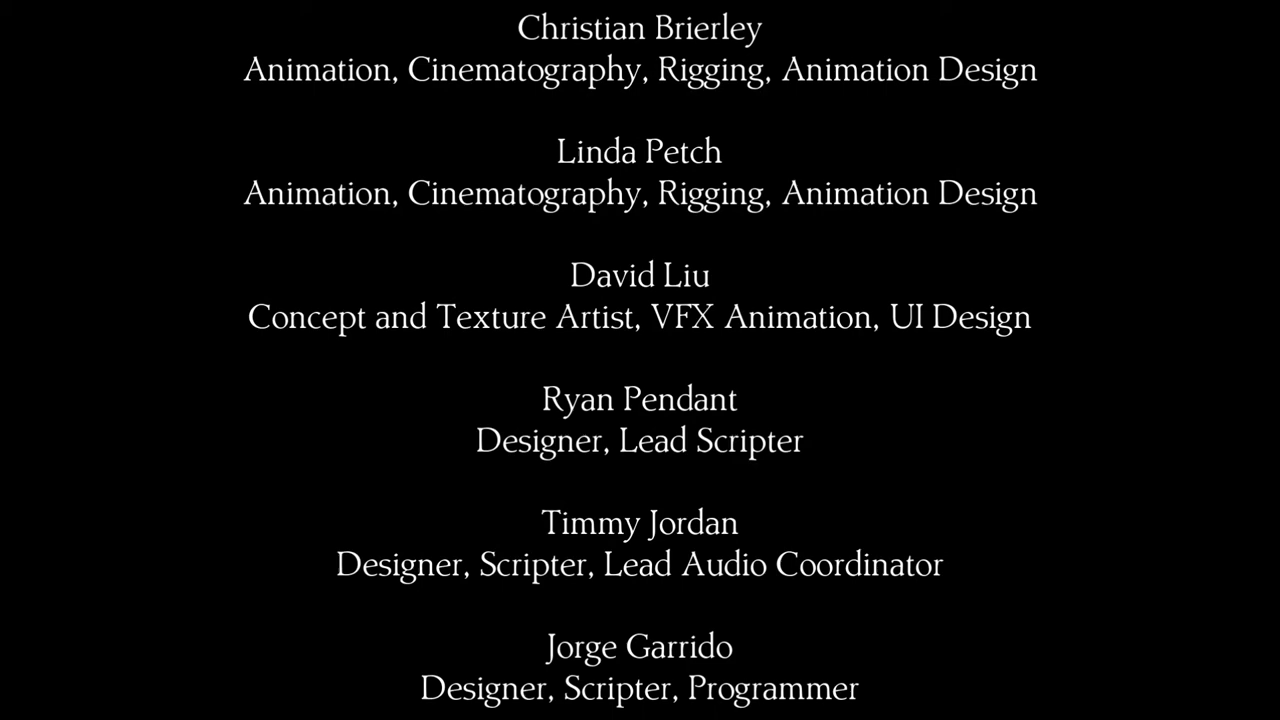 Christian Brierley
Animation, Cinematography, Rigging, Animation Design
Linda Petch
Animation, Cinematography, Rigging, Animation Design
David Liu
Concept and Texture Artist, VFX Animation, UI Design
Ryan Pendant
Designer, Lead Scripter
Timmy Jordan
Designer, Scripter, Lead Audio Coordinator
Jorge Garrido
Designer, Scripter, Programmer